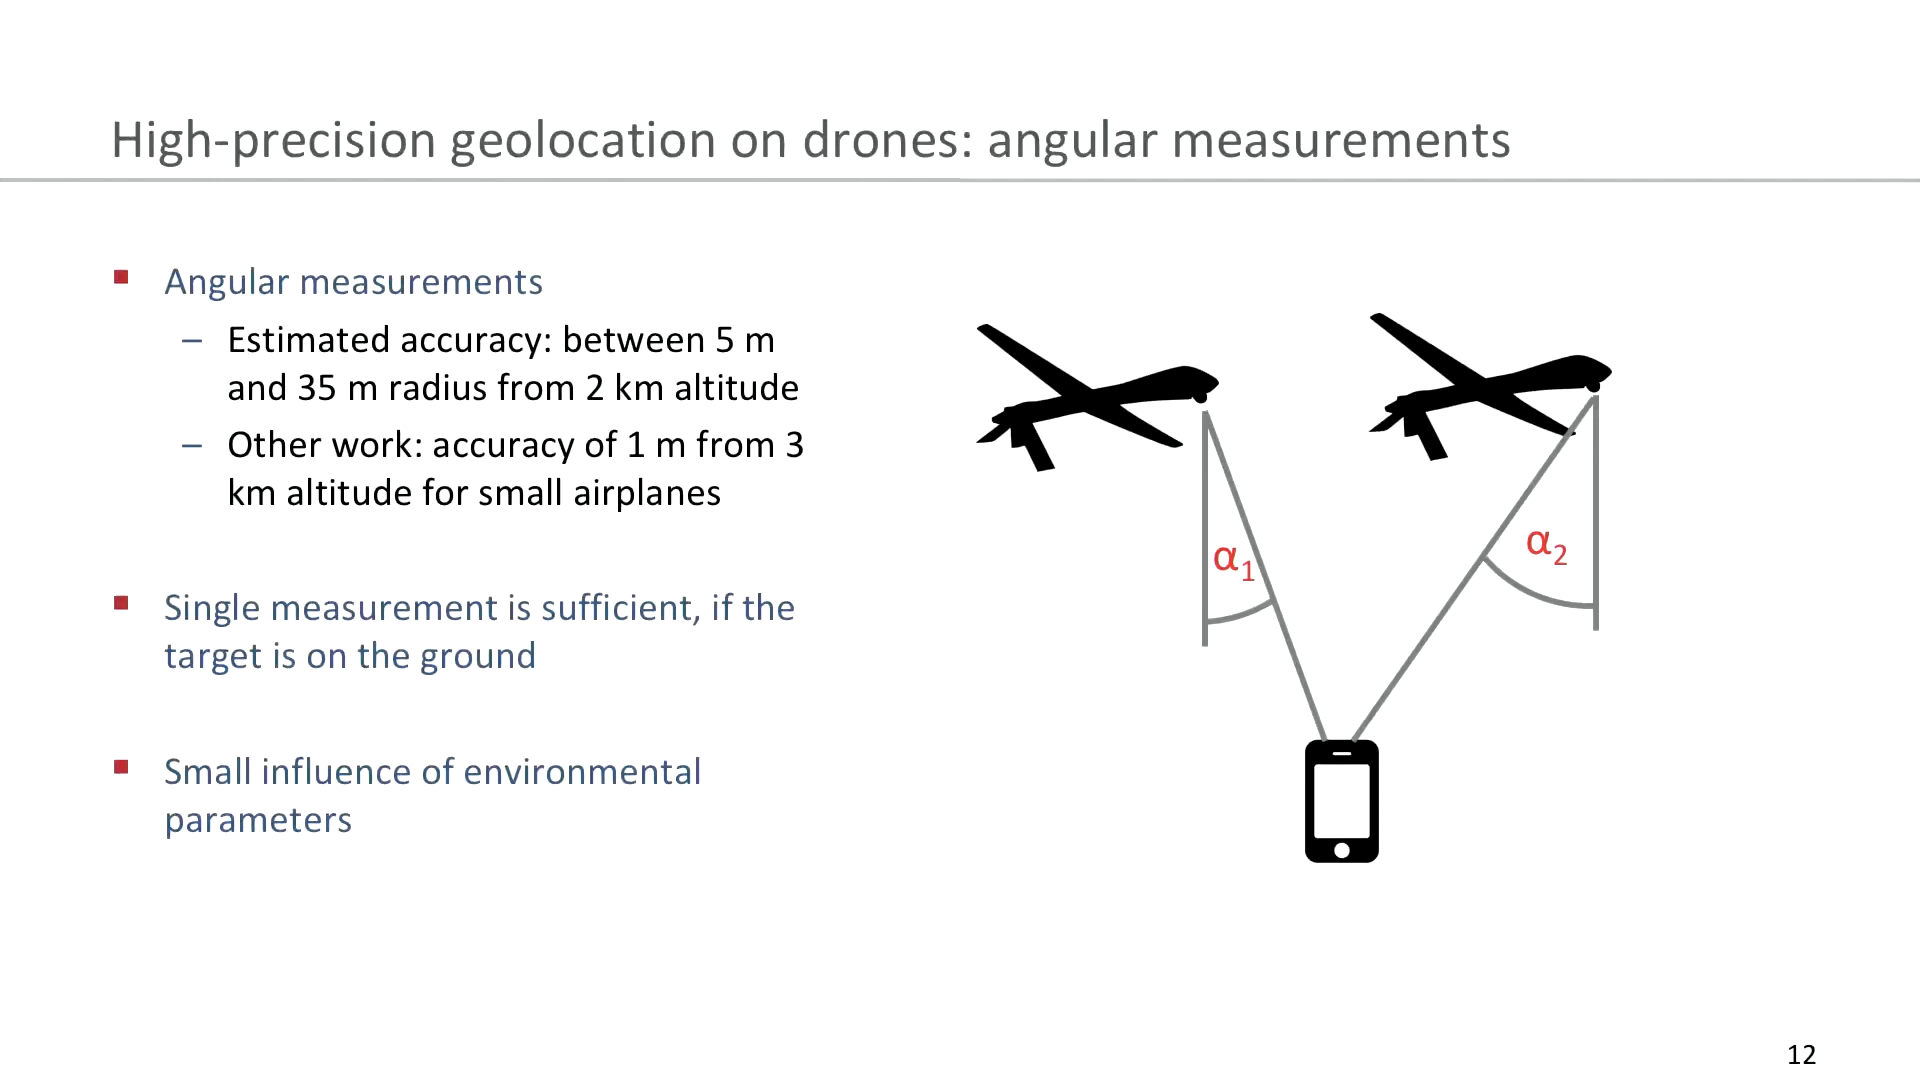 High-precision geolocation on drones: angular measurements
▪ Angular measurements
– Estimated accuracy: between 5 m
and 35 m radius from 2 km altitude
– Other work: accuracy of 1 m from 3
km altitude for small airplanes
▪ Single measurement is sufficient, if the
target is on the ground
▪ Small influence of environmental
parameters
α1
α2
12